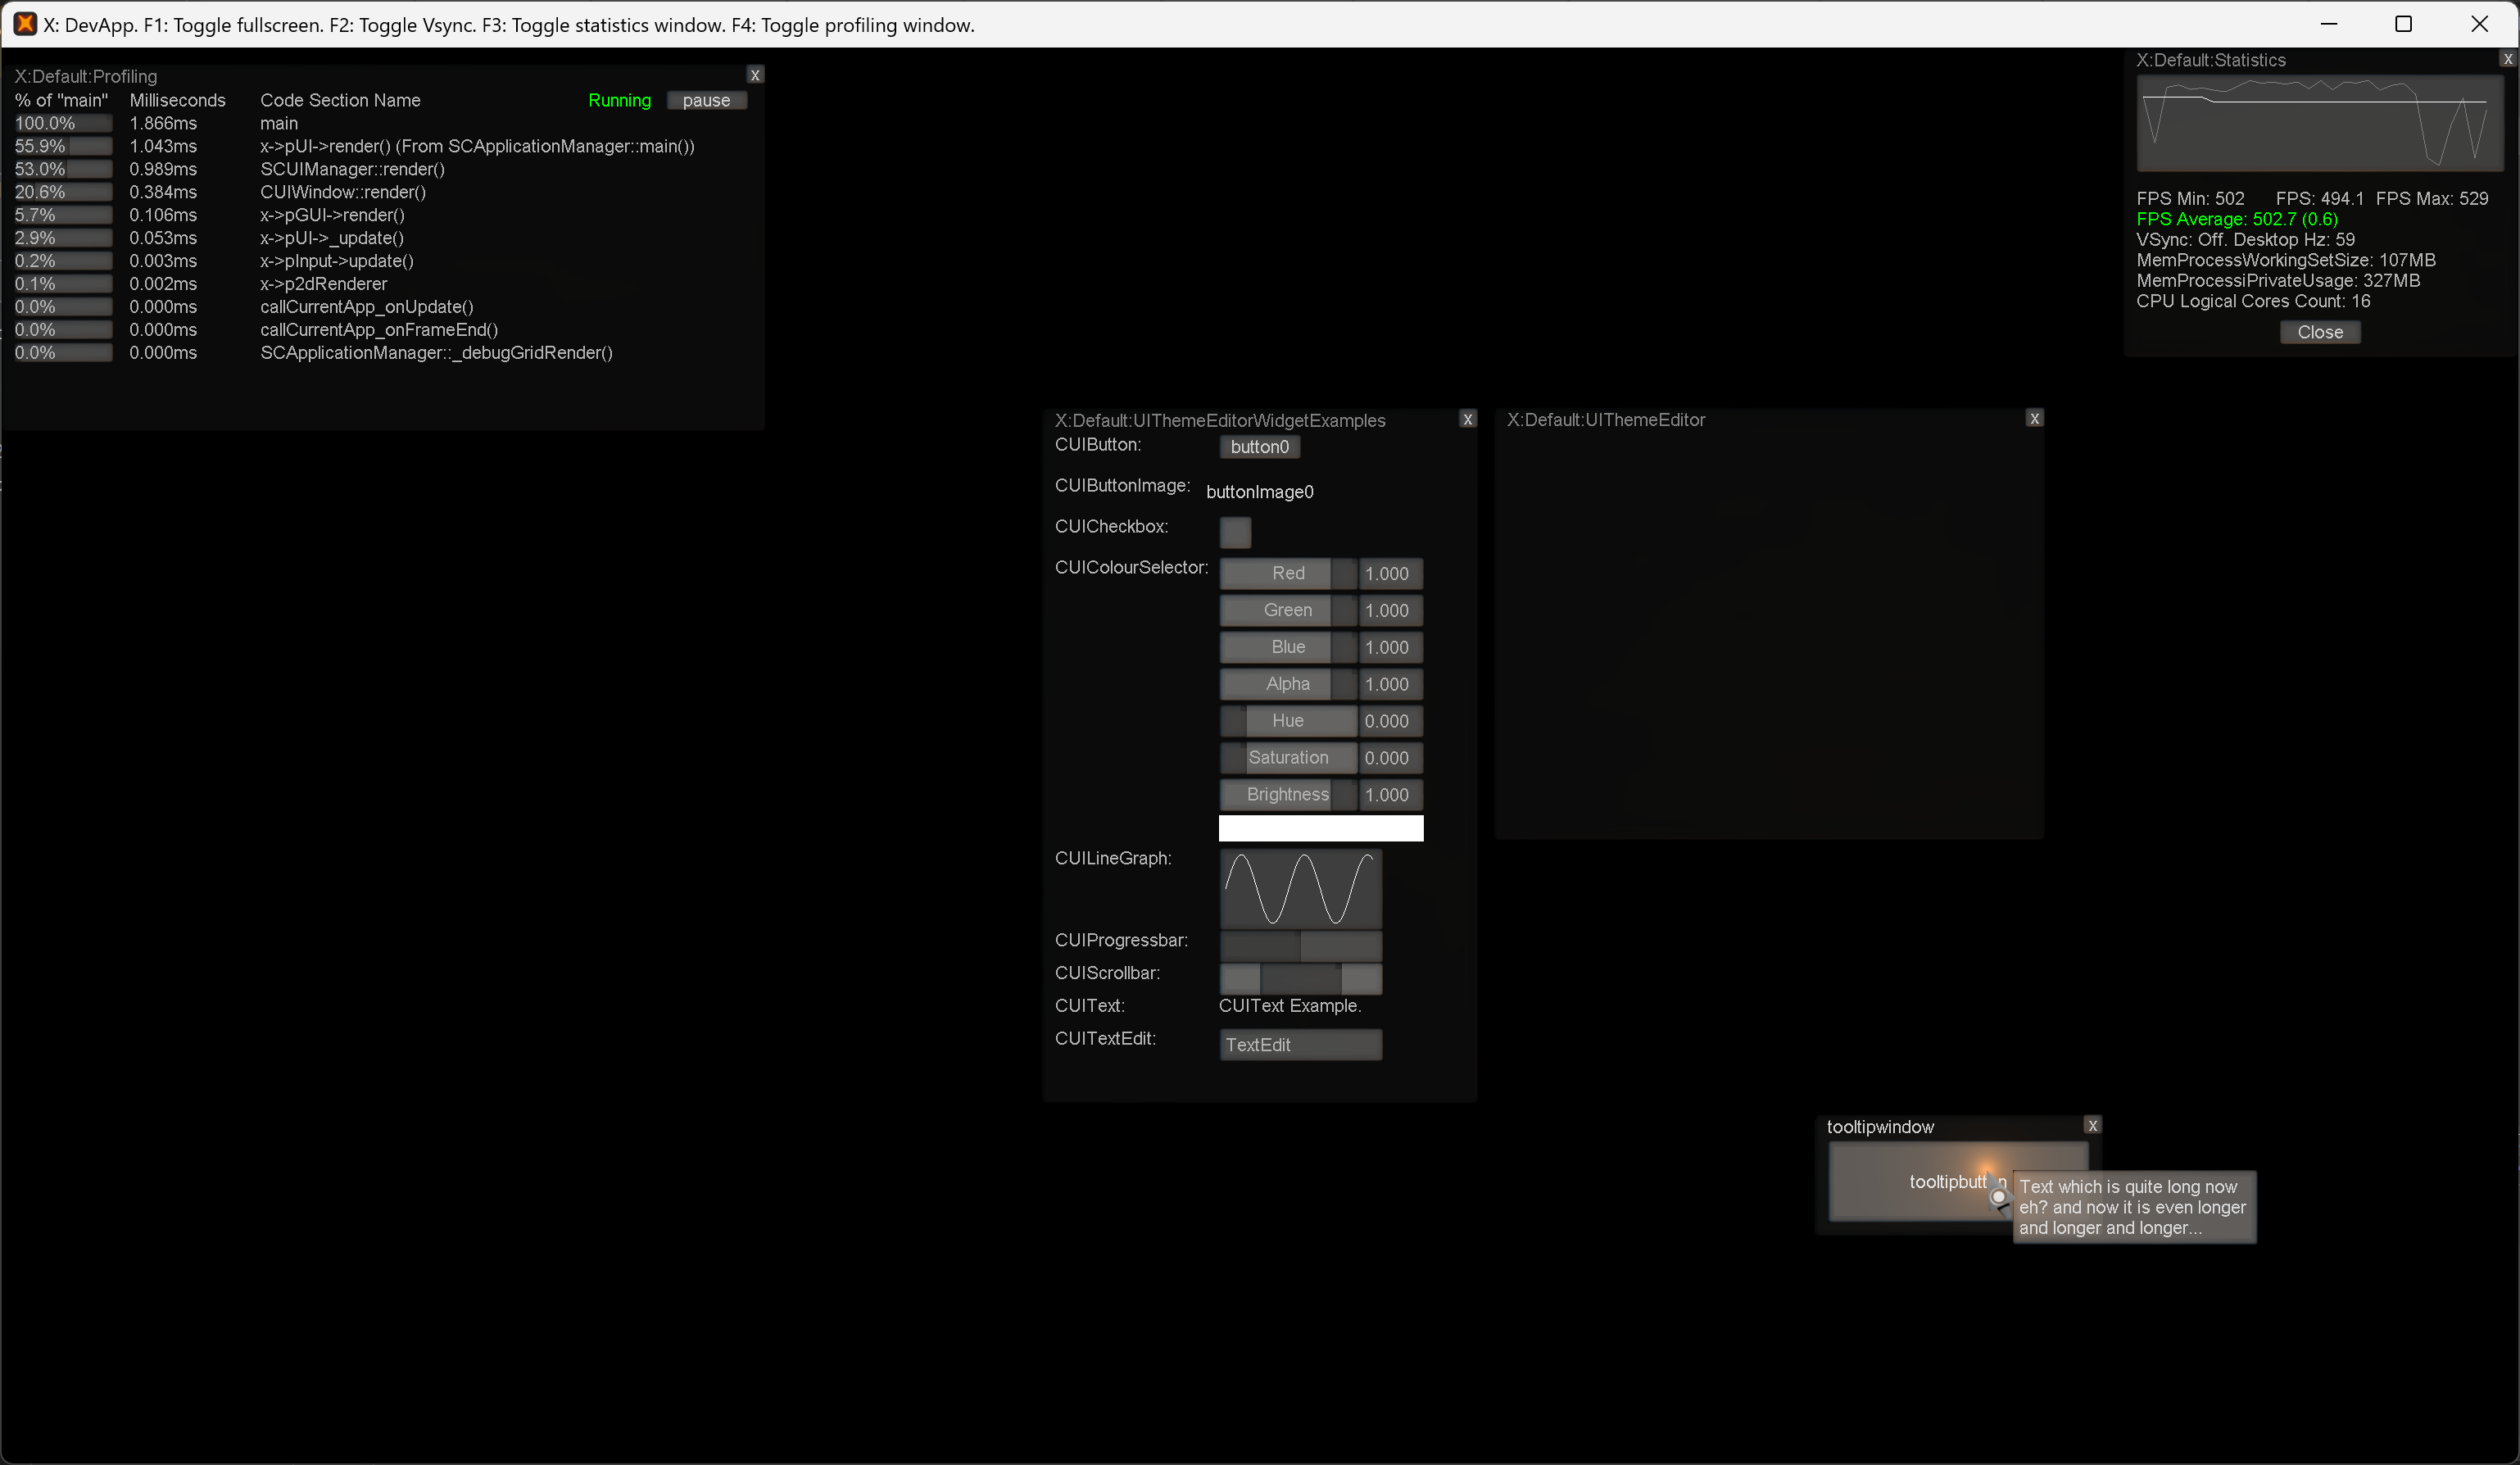 X: DevApp. F1: Toggle fullscreen. F2: Toggle Vsync. F3: Toggle statistics window. F4: Toggle profiling window.
X:Default:Profiling X
% of "main" Milliseconds Code Section Name Running pause
100.0% 1.866ms main
55.9% 1.043ms x->pUI->render() (From SCApplicationManager::main())
53.0% 0.989ms SCUIManager::render()
20.6% 0.384ms CUIWindow::render()
5.7% 0.106ms x->pGUI->render()
2.9% 0.053ms x->pUI->_update()
0.2% 0.003ms x->pInput->update()
0.1% 0.002ms x->p2dRenderer
0.0% 0.000ms callCurrentApp_onUpdate()
0.0% 0.000ms callCurrentApp_onFrameEnd()
0.0% 0.000ms SCApplicationManager::_debugGridRender()
X:Default:Statistics X
FPS Min: 502 FPS: 494.1 FPS Max: 529
FPS Average: 502.7 (0.6)
VSync: Off. Desktop Hz: 59
MemProcessWorkingSetSize: 107MB
MemProcessiPrivateUsage: 327MB
CPU Logical Cores Count: 16
Close
X:Default:UIThemeEditorWidgetExamples X
CUIButton: button0
CUIButtonImage: buttonImage0
CUICheckbox:
CUIColourSelector: Red 1.000
Green 1.000
Blue 1.000
Alpha 1.000
Hue 0.000
Saturation 0.000
Brightness 1.000
CUILineGraph:
CUIProgressbar:
CUIScrollbar:
CUIText: CUIText Example.
CUITextEdit: TextEdit
X:Default:UIThemeEditor X
tooltipwindow X
Text which is quite long now
eh? and now it is even longer
and longer and longer...